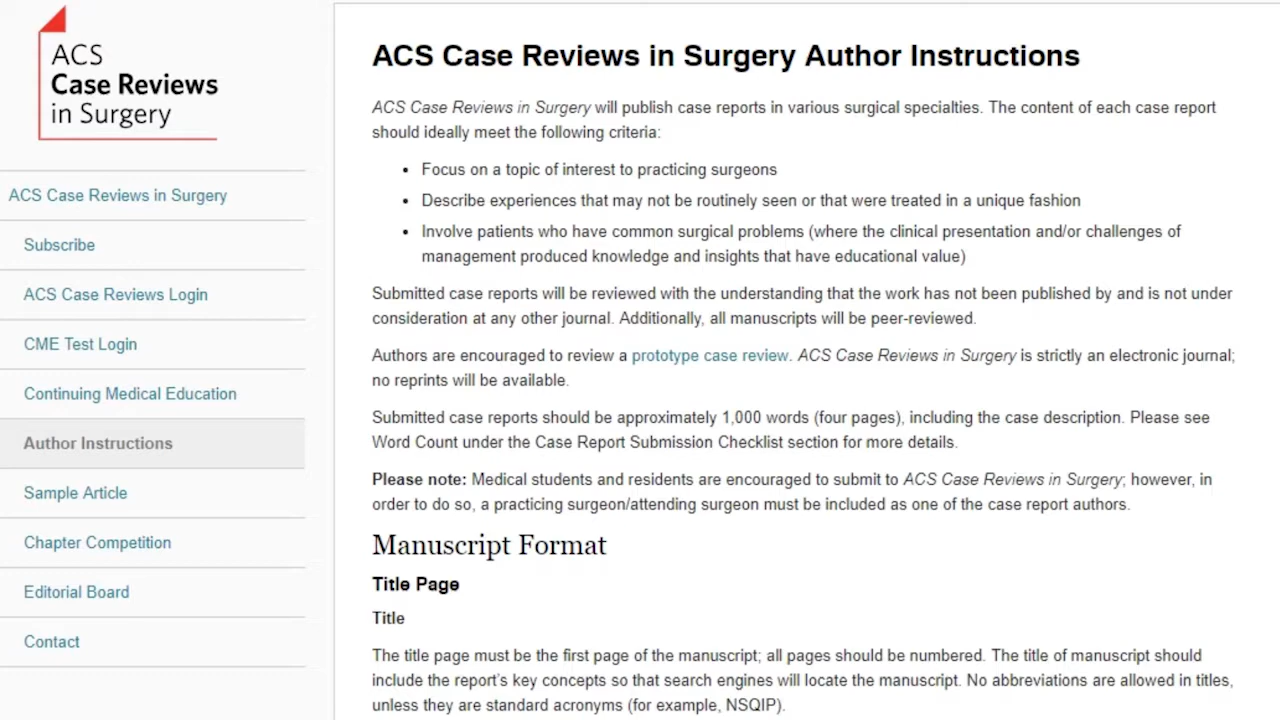 ACS
Case Reviews
in Surgery
ACS Case Reviews in Surgery
Subscribe
ACS Case Reviews Login
CME Test Login
Continuing Medical Education
Author Instructions
Sample Article
Chapter Competition
Editorial Board
Contact
ACS Case Reviews in Surgery Author Instructions
ACS Case Reviews in Surgery will publish case reports in various surgical specialties. The content of each case report
should ideally meet the following criteria:
• Focus on a topic of interest to practicing surgeons
• Describe experiences that may not be routinely seen or that were treated in a unique fashion
• Involve patients who have common surgical problems (where the clinical presentation and/or challenges of
management produced knowledge and insights that have educational value)
Submitted case reports will be reviewed with the understanding that the work has not been published by and is not under
consideration at any other journal. Additionally, all manuscripts will be peer-reviewed.
Authors are encouraged to review a prototype case review. ACS Case Reviews in Surgery is strictly an electronic journal;
no reprints will be available.
Submitted case reports should be approximately 1,000 words (four pages), including the case description. Please see
Word Count under the Case Report Submission Checklist section for more details.
Please note: Medical students and residents are encouraged to submit to ACS Case Reviews in Surgery; however, in
order to do so, a practicing surgeon/attending surgeon must be included as one of the case report authors.
Manuscript Format
Title Page
Title
The title page must be the first page of the manuscript; all pages should be numbered. The title of manuscript should
include the report's key concepts so that search engines will locate the manuscript. No abbreviations are allowed in titles,
unless they are standard acronyms (for example, NSQIP).